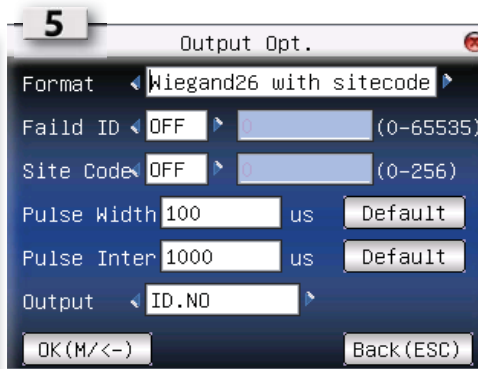 5
Output Opt.
Format Wiegand26 with sitecode
Faild ID OFF 0 (0-65535)
Site Code OFF 0 (0-256)
Pulse Width 100 us Default
Pulse Inter 1000 us Default
Output ID.NO
OK(M/<-) Back(ESC)